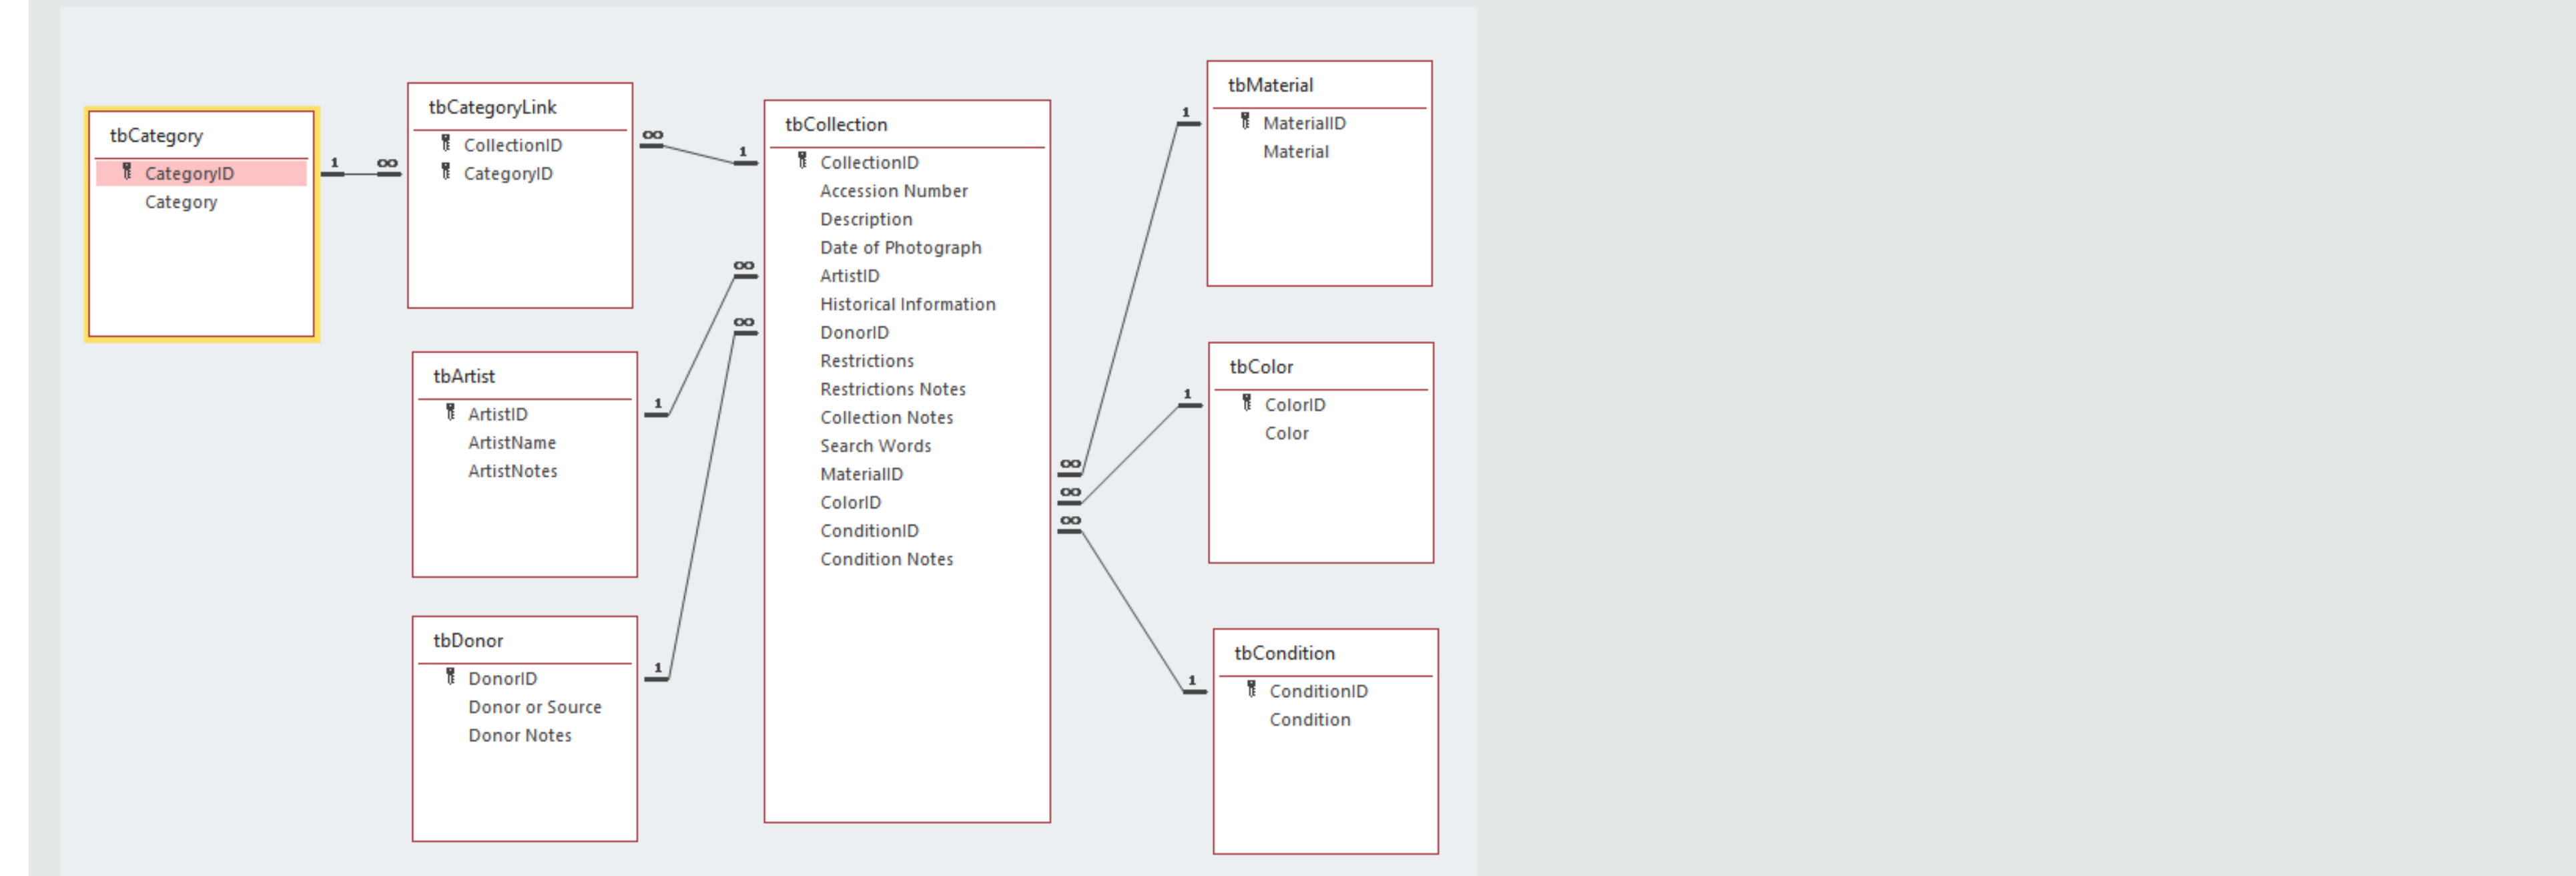 tbCategory
CategoryID
Category
1
∞
tbCategoryLink
CollectionID
CategoryID
∞
1
tbArtist
ArtistID
ArtistName
ArtistNotes
1
∞
tbDonor
DonorID
Donor or Source
Donor Notes
1
∞
tbCollection
CollectionID
Accession Number
Description
Date of Photograph
ArtistID
Historical Information
DonorID
Restrictions
Restrictions Notes
Collection Notes
Search Words
MaterialID
ColorID
ConditionID
Condition Notes
∞
∞
∞
1
tbMaterial
MaterialID
Material
1
tbColor
ColorID
Color
1
tbCondition
ConditionID
Condition